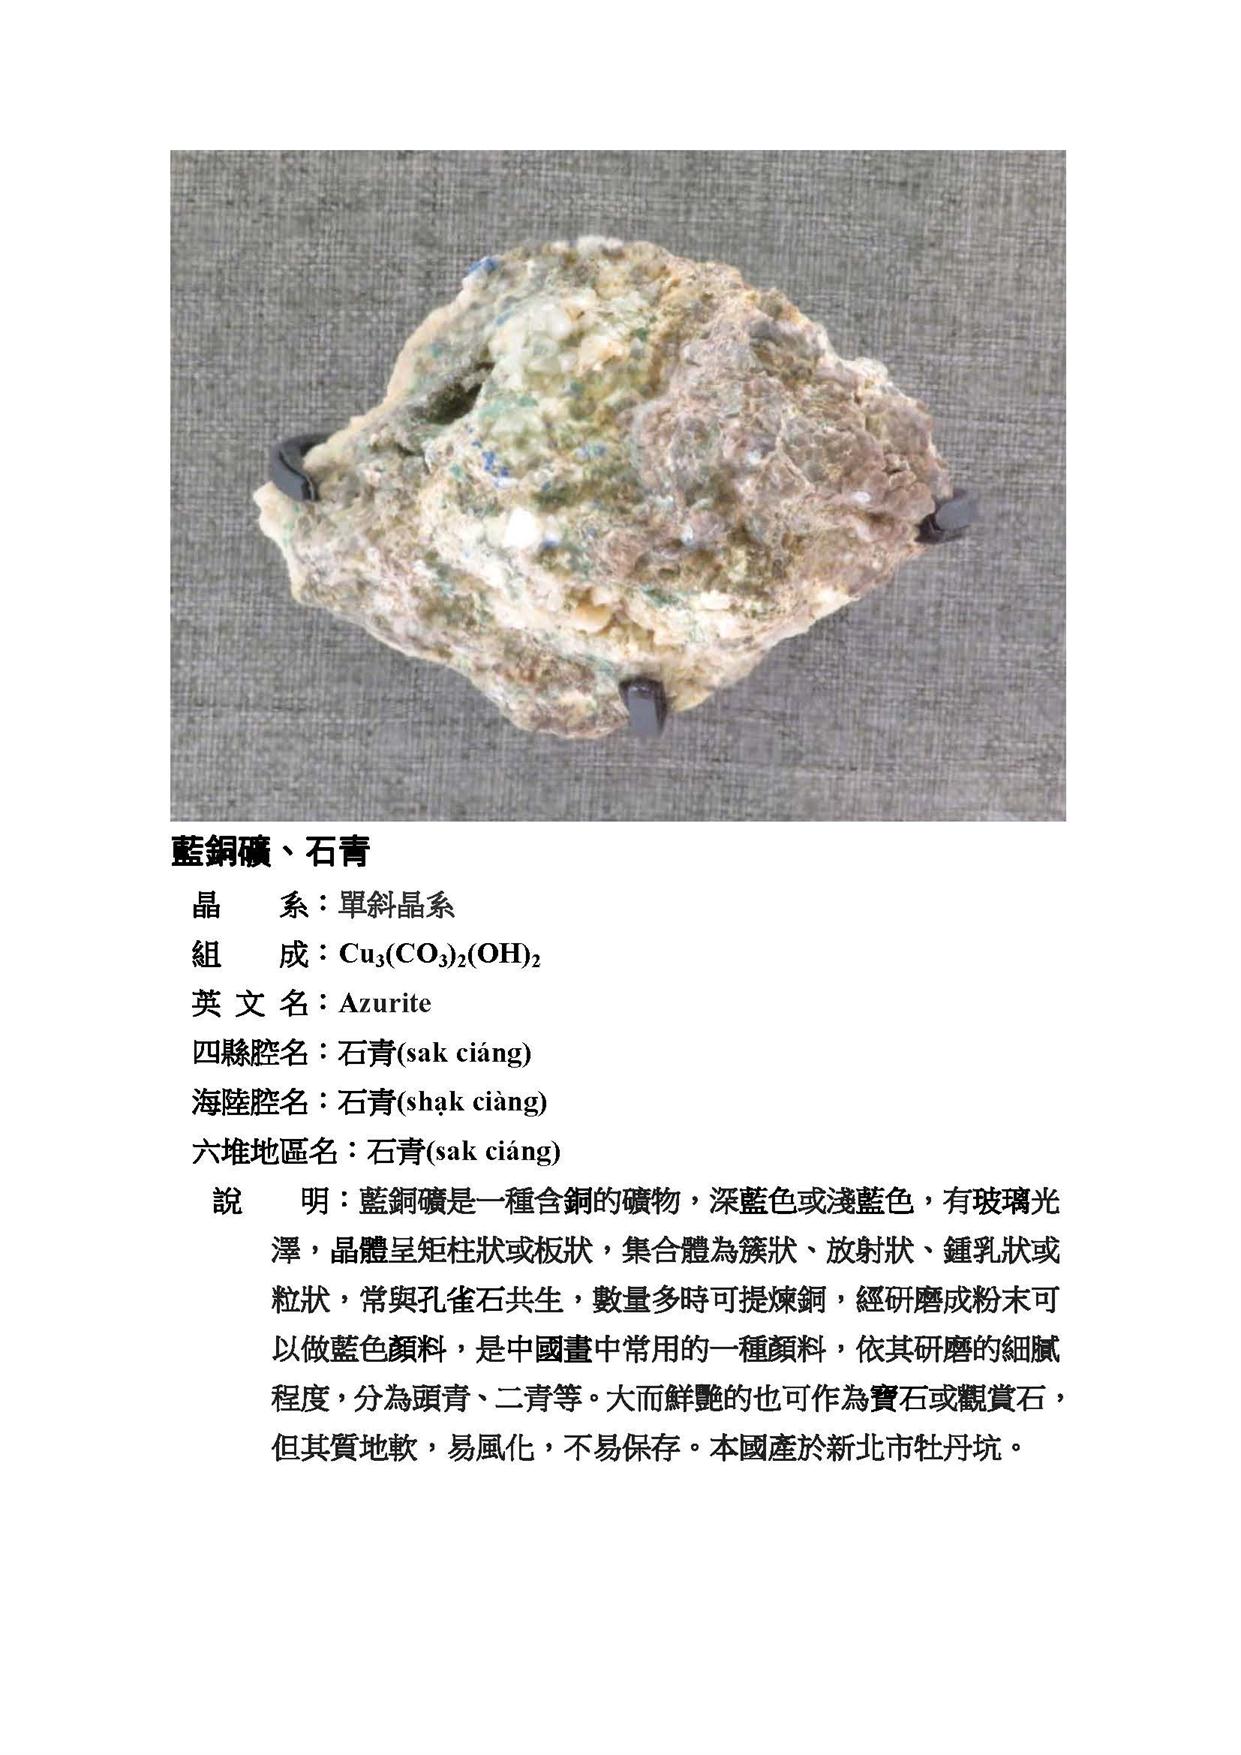 藍銅礦、石青
晶　　系：單斜晶系
組　　成：Cu₃(CO₃)₂(OH)₂
英 文 名：Azurite
四縣腔名：石青(sak ciáng)
海陸腔名：石青(shạk ciàng)
六堆地區名：石青(sak ciáng)
說　　明：藍銅礦是一種含銅的礦物，深藍色或淺藍色，有玻璃光
澤，晶體呈矩柱狀或板狀，集合體為簇狀、放射狀、鍾乳狀或
粒狀，常與孔雀石共生，數量多時可提煉銅，經研磨成粉末可
以做藍色顏料，是中國畫中常用的一種顏料，依其研磨的細膩
程度，分為頭青、二青等。大而鮮艷的也可作為寶石或觀賞石，
但其質地軟，易風化，不易保存。本國產於新北市牡丹坑。